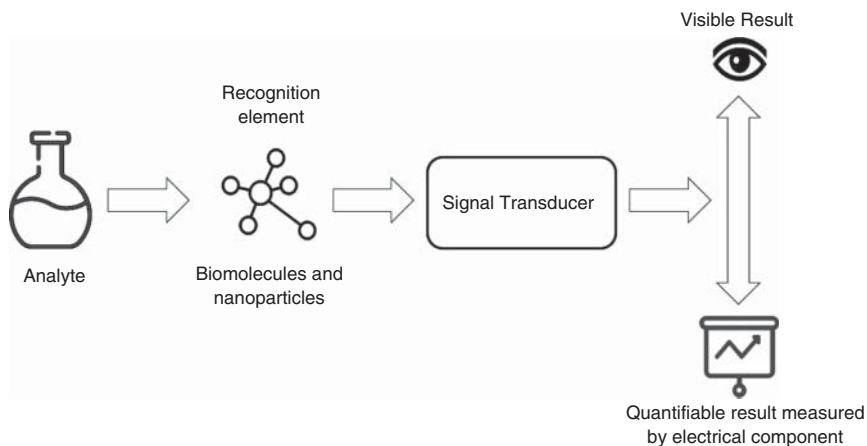 Visible Result
Recognition
element
Signal Transducer
Analyte
Biomolecules and
nanoparticles
Quantifiable result measured
by electrical component